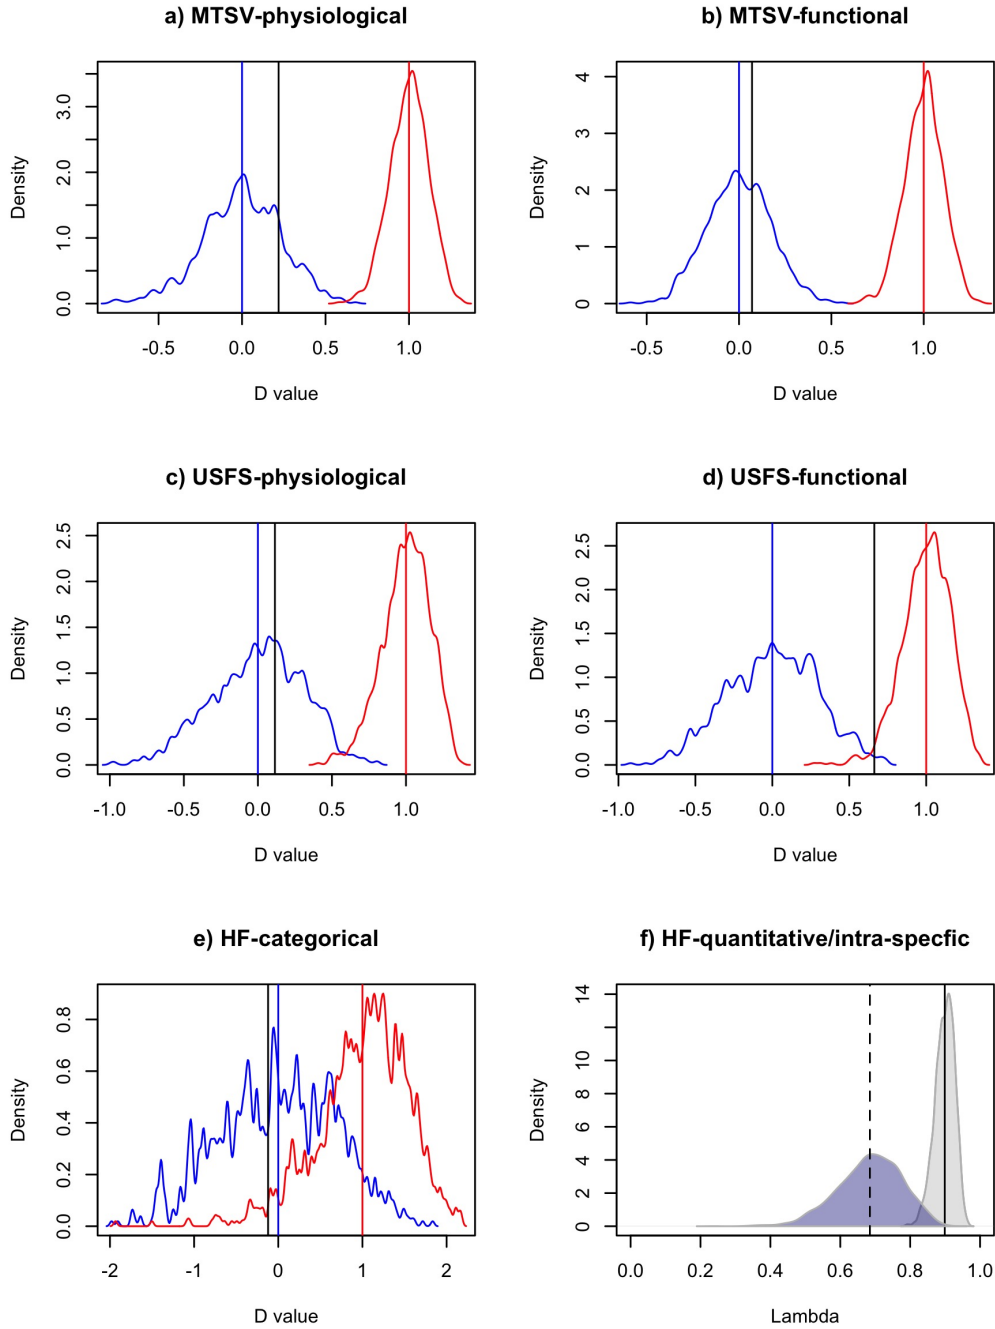 a) MTSV-physiological
Density
0.0 1.0 2.0 3.0
-0.5 0.0 0.5 1.0
D value
b) MTSV-functional
Density
0 1 2 3 4
-0.5 0.0 0.5 1.0
D value
c) USFS-physiological
Density
0.0 0.5 1.0 1.5 2.0 2.5
-1.0 -0.5 0.0 0.5 1.0
D value
d) USFS-functional
Density
0.0 0.5 1.0 1.5 2.0 2.5
-1.0 -0.5 0.0 0.5 1.0
D value
e) HF-categorical
Density
0.0 0.2 0.4 0.6 0.8
-2 -1 0 1 2
D value
f) HF-quantitative/intra-specfic
Density
0 2 4 6 8 10 14
0.0 0.2 0.4 0.6 0.8 1.0
Lambda